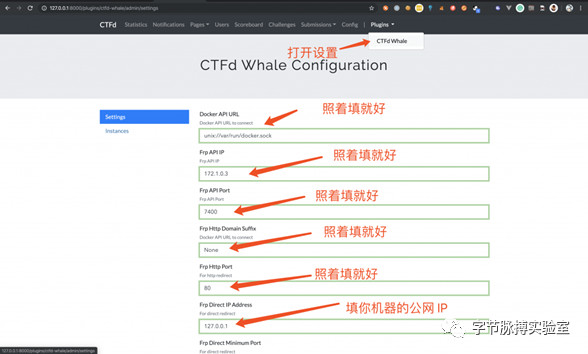 127.0.0.1:8000/plugins/ctfd-whale/admin/settings
CTFd Statistics Notifications Pages Users Scoreboard Challenges Submissions Config | Plugins
CTFd Whale
打开设置
CTFd Whale Configuration
Settings
Instances
Docker API URL
照着填就好
Docker API URL to connect
unix://var/run/docker.sock
Frp API IP
照着填就好
Frp API IP
172.1.0.3
Frp API Port
照着填就好
Frp API Port
7400
Frp Http Domain Suffix
照着填就好
Docker API URL to connect
None
Frp Http Port
照着填就好
For http redirect
80
Frp Direct IP Address
填你机器的公网 IP
For direct redirect
127.0.0.1
Frp Direct Minimum Port
字节脉搏实验室
127.0.0.1:8000/plugins/ctfd-whale/admin/settings